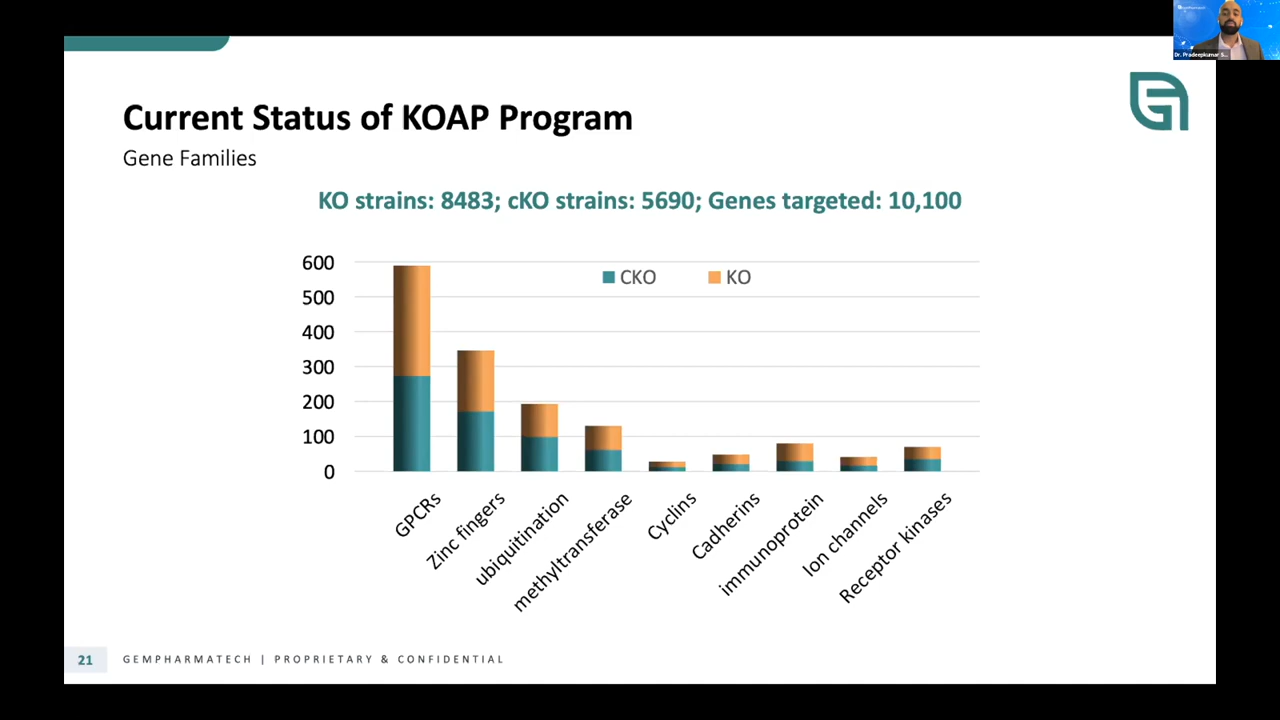 Dr. Pradeepkumar S...
Current Status of KOAP Program
Gene Families
KO strains: 8483; cKO strains: 5690; Genes targeted: 10,100
CKO KO
600
500
400
300
200
100
0
GPCRs
Zinc fingers
ubiquitination
methyltransferase
Cyclins
Cadherins
immunoprotein
Ion channels
Receptor kinases
21 GEMPHARMATECH | PROPRIETARY & CONFIDENTIAL